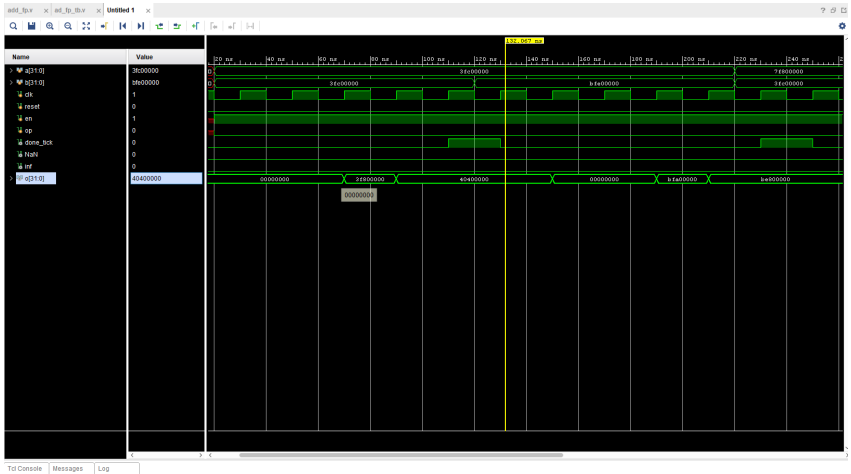 add_fp.v × ad_fp_tb.v × Untitled 1 ×
132.067 ns
Name Value
20 ns 40 ns 60 ns 80 ns 100 ns 120 ns 140 ns 160 ns 180 ns 200 ns 220 ns 240 ns
a[31:0] 3fc00000 3fc00000 7f800000
b[31:0] bfe00000 3fc00000 bfe00000 3fc00000
clk 1
reset 0
en 1
op 0
done_tick 0
NaN 0
inf 0
o[31:0] 40400000 00000000 3f800000 40400000 00000000 bfa00000 be800000
00000000
Tcl Console Messages Log